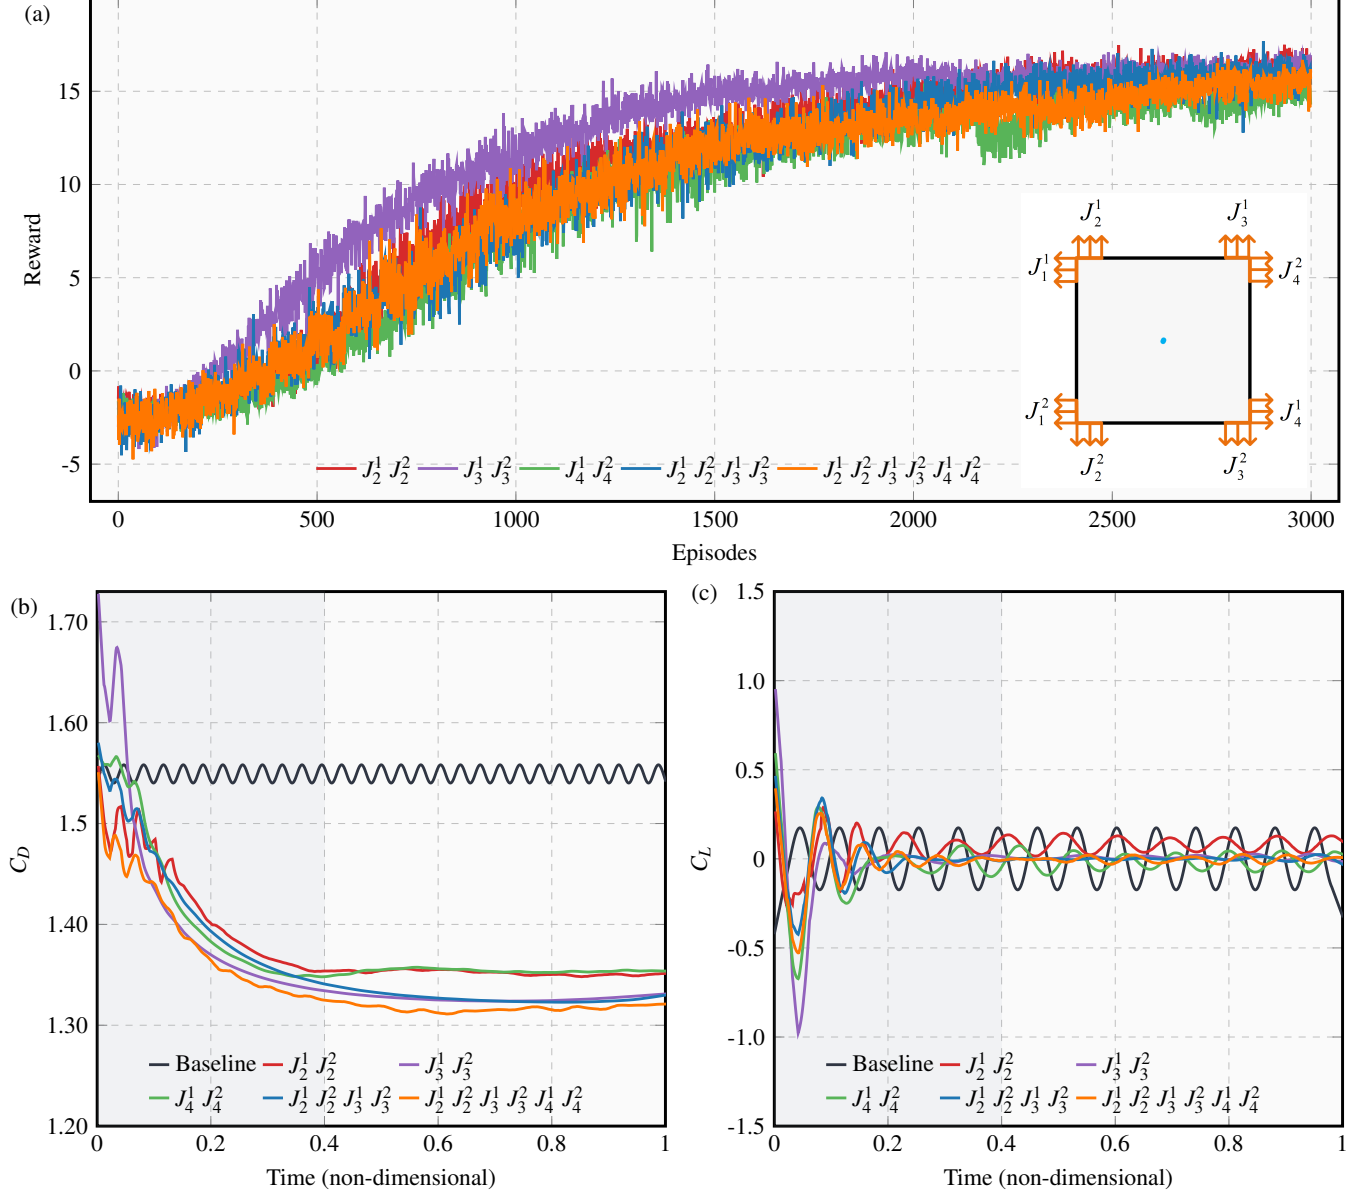 (a)
15
10
5
0
-5
Reward
J_2^1 J_3^1
J_1^1 J_4^2
J_1^2 J_4^1
J_2^2 J_3^2
J_2^1 J_2^2 J_3^1 J_3^2 J_4^1 J_4^2 J_2^1 J_2^2 J_3^1 J_3^2 J_2^1 J_2^2 J_3^1 J_3^2 J_4^1 J_4^2
0 500 1000 1500 2000 2500 3000
Episodes
(b)
1.70
1.60
1.5
1.40
1.30
1.20
C_D
Baseline J_2^1 J_2^2 J_3^1 J_3^2
J_4^1 J_4^2 J_2^1 J_2^2 J_3^1 J_3^2 J_2^1 J_2^2 J_3^1 J_3^2 J_4^1 J_4^2
0 0.2 0.4 0.6 0.8 1
Time (non-dimensional)
(c)
1.5
1.0
0.5
0
-0.5
-1.0
-1.5
C_L
Baseline J_2^1 J_2^2 J_3^1 J_3^2
J_4^1 J_4^2 J_2^1 J_2^2 J_3^1 J_3^2 J_2^1 J_2^2 J_3^1 J_3^2 J_4^1 J_4^2
0 0.2 0.4 0.6 0.8 1
Time (non-dimensional)